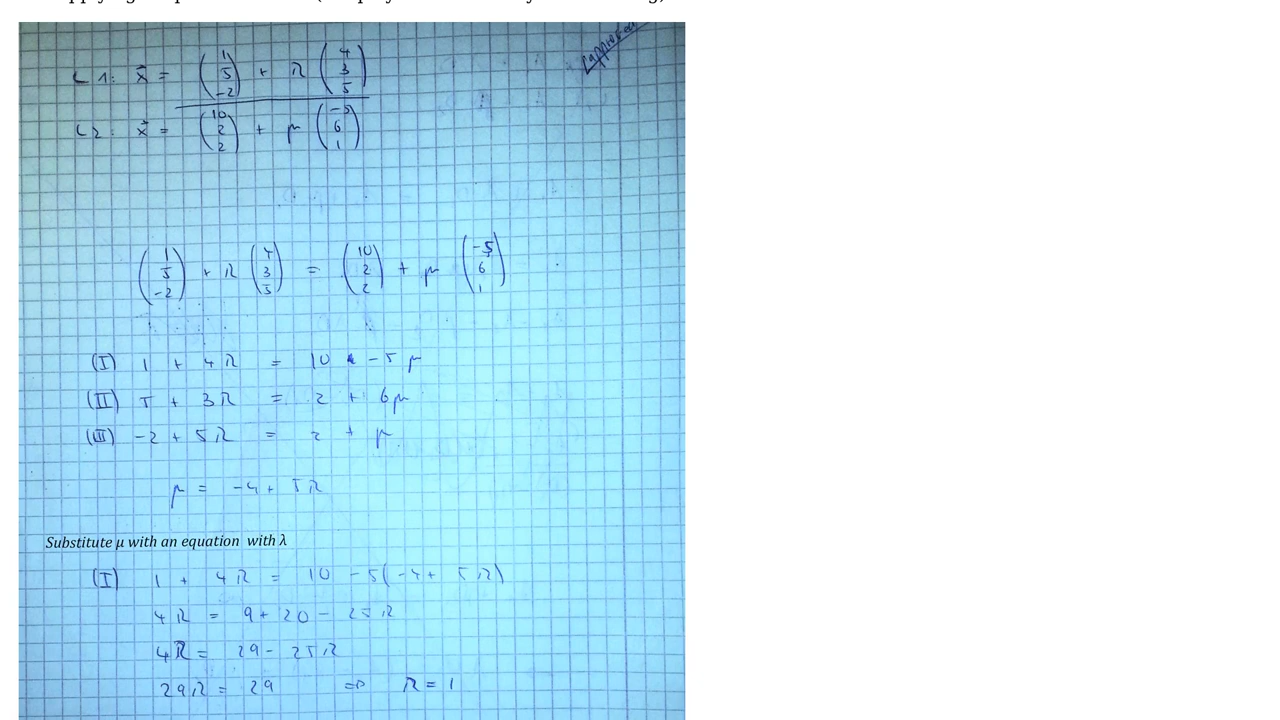 L1: x⃗ = (1 5 -2) + λ (4 3 5)
L2: x⃗ = (10 2 2) + μ (-5 6 1)
(1 5 -2) + λ (4 3 5) = (10 2 2) + μ (-5 6 1)
(I) 1 + 4λ = 10 - 5μ
(II) 5 + 3λ = 2 + 6μ
(III) -2 + 5λ = 2 + μ
μ = -4 + 5λ
Substitute μ with an equation with λ
(I) 1 + 4λ = 10 - 5(-4 + 5λ)
4λ = 9 + 20 - 25λ
4λ = 29 - 25λ
29λ = 29 ⇒ λ = 1